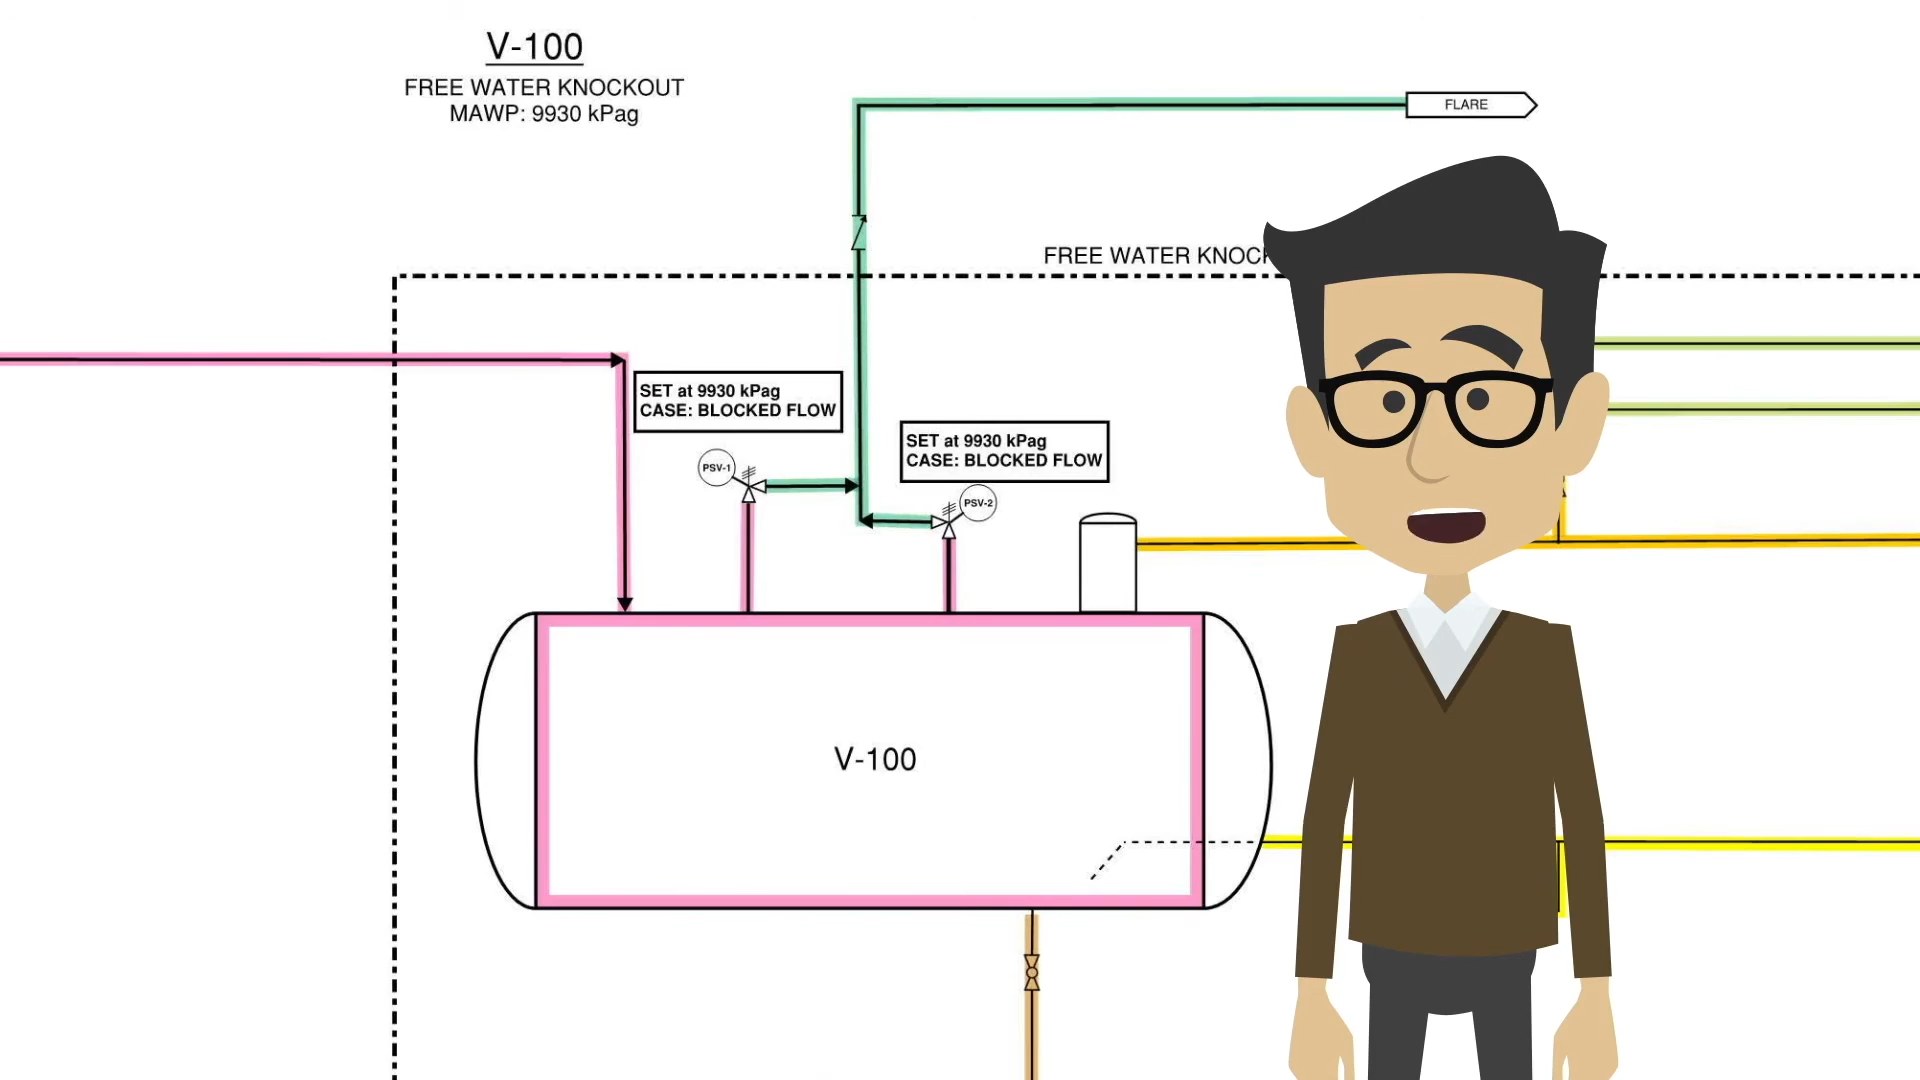 V-100
FREE WATER KNOCKOUT
MAWP: 9930 kPag
FLARE
FREE WATER
SET at 9930 kPag
CASE: BLOCKED FLOW
SET at 9930 kPag
CASE: BLOCKED FLOW
PSV-1
PSV-2
V-100